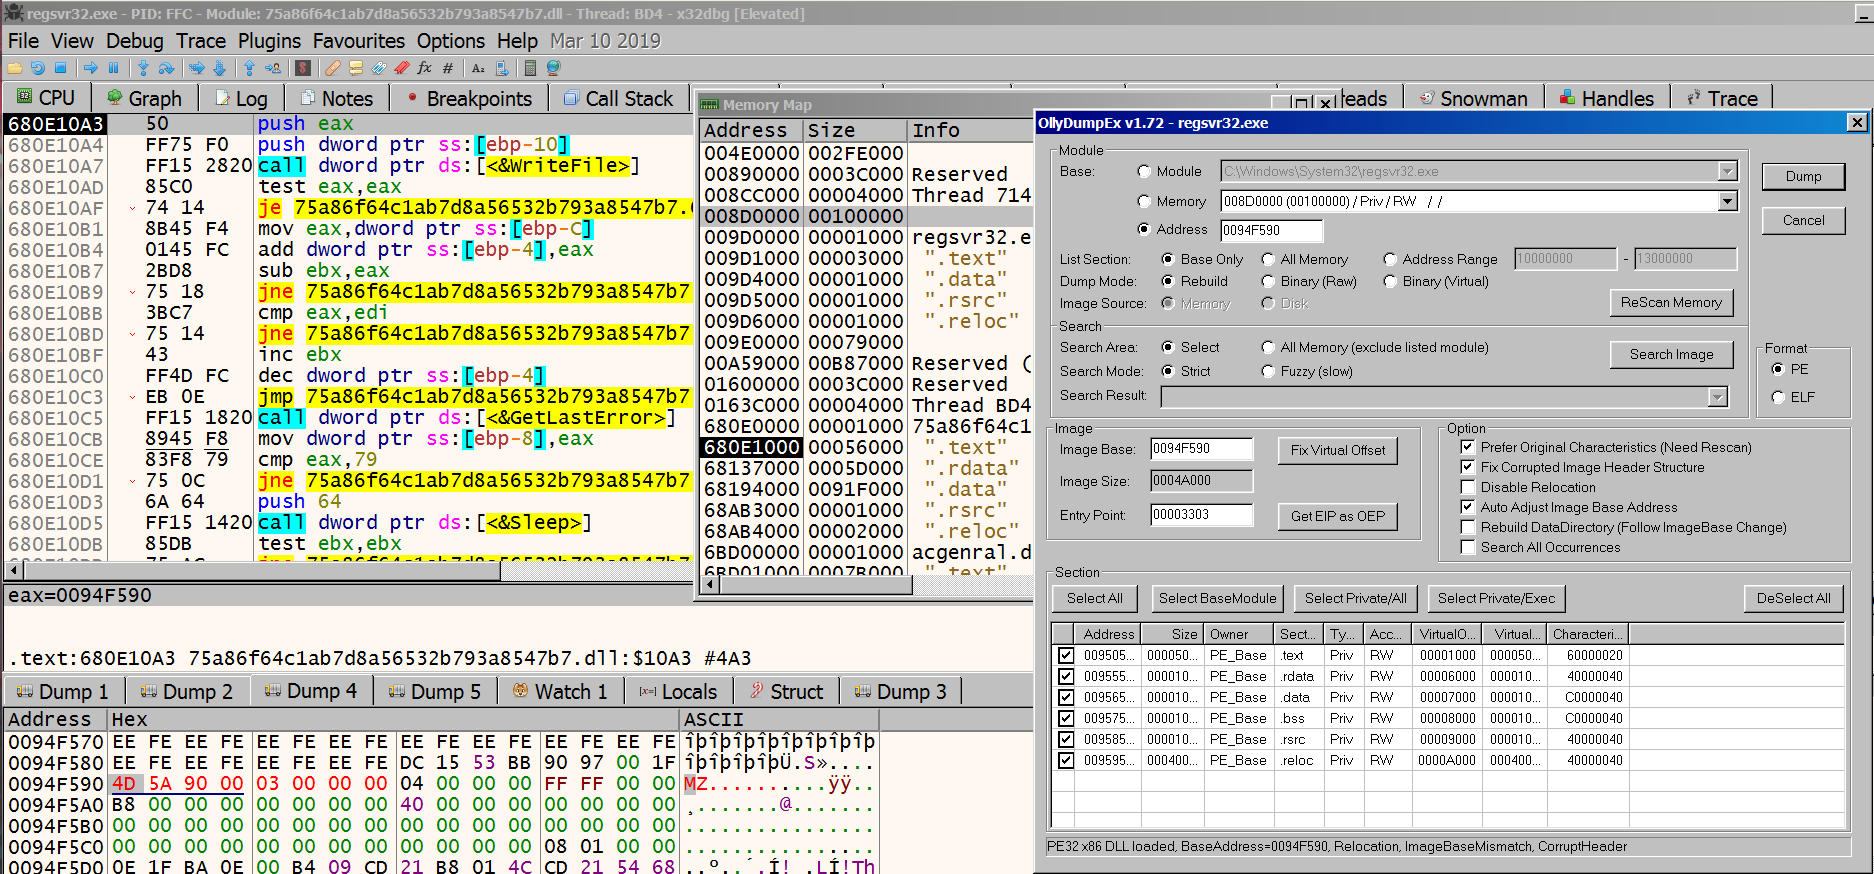 regsvr32.exe - PID: FFC - Module: 75a86f64c1ab7d8a56532b793a8547b7.dll - Thread: BD4 - x32dbg [Elevated]
File View Debug Trace Plugins Favourites Options Help Mar 10 2019
CPU Graph Log Notes Breakpoints Call Stack reads Snowman Handles Trace
680E10A3 50 push eax
680E10A4 FF75 F0 push dword ptr ss:[ebp-10]
680E10A7 FF15 2820 call dword ptr ds:[<&WriteFile>]
680E10AD 85C0 test eax,eax
680E10AF 74 14 je 75a86f64c1ab7d8a56532b793a8547b7.
680E10B1 8B45 F4 mov eax,dword ptr ss:[ebp-C]
680E10B4 0145 FC add dword ptr ss:[ebp-4],eax
680E10B7 2BD8 sub ebx,eax
680E10B9 75 18 jne 75a86f64c1ab7d8a56532b793a8547b7
680E10BB 3BC7 cmp eax,edi
680E10BD 75 14 jne 75a86f64c1ab7d8a56532b793a8547b7
680E10BF 43 inc ebx
680E10C0 FF4D FC dec dword ptr ss:[ebp-4]
680E10C3 EB 0E jmp 75a86f64c1ab7d8a56532b793a8547b7
680E10C5 FF15 1820 call dword ptr ds:[<&GetLastError>]
680E10CB 8945 F8 mov dword ptr ss:[ebp-8],eax
680E10CE 83F8 79 cmp eax,79
680E10D1 75 0C jne 75a86f64c1ab7d8a56532b793a8547b7
680E10D3 6A 64 push 64
680E10D5 FF15 1420 call dword ptr ds:[<&Sleep>]
680E10DB 85DB test ebx,ebx
eax=0094F590
.text:680E10A3 75a86f64c1ab7d8a56532b793a8547b7.dll:$10A3 #4A3
Memory Map
Address Size Info
004E0000 002FE000
00890000 0003C000 Reserved
008CC000 00004000 Thread 714
008D0000 00100000
009D0000 00001000 regsvr32.e
009D1000 00003000 ".text"
009D4000 00001000 ".data"
009D5000 00001000 ".rsrc"
009D6000 00001000 ".reloc"
009E0000 00079000
00A59000 00B87000 Reserved (
01600000 0003C000 Reserved
0163C000 00004000 Thread BD4
680E0000 00001000 75a86f64c1
680E1000 00056000 ".text"
68137000 0005D000 ".rdata"
68194000 0091F000 ".data"
68AB3000 00001000 ".rsrc"
68AB4000 00002000 ".reloc"
6BD00000 00001000 acgenral.d
6BD01000 0007B000 ".text"
OllyDumpEx v1.72 - regsvr32.exe
Module
Base: Module C:\Windows\System32\regsvr32.exe
Memory 008D0000 (00100000) / Priv / RW / /
Address 0094F590
List Section: Base Only All Memory Address Range 10000000 - 13000000
Dump Mode: Rebuild Binary (Raw) Binary (Virtual)
Image Source: Memory Disk ReScan Memory
Dump
Cancel
Search
Search Area: Select All Memory (exclude listed module)
Search Mode: Strict Fuzzy (slow)
Search Image
Search Result:
Format
PE
ELF
Image
Image Base: 0094F590 Fix Virtual Offset
Image Size: 0004A000
Entry Point: 00003303 Get EIP as OEP
Option
Prefer Original Characteristics (Need Rescan)
Fix Corrupted Image Header Structure
Disable Relocation
Auto Adjust Image Base Address
Rebuild DataDirectory (Follow ImageBase Change)
Search All Occurrences
Section
Select All Select BaseModule Select Private/All Select Private/Exec DeSelect All
Address Size Owner Sect... Ty... Acc... VirtualO... Virtual... Characteri...
009505... 000050... PE_Base .text Priv RW 00001000 000050... 60000020
009555... 000010... PE_Base .rdata Priv RW 00006000 000010... 40000040
009565... 000010... PE_Base .data Priv RW 00007000 000010... C0000040
009575... 000010... PE_Base .bss Priv RW 00008000 000010... C0000040
009585... 000010... PE_Base .rsrc Priv RW 00009000 000010... 40000040
009595... 000400... PE_Base .reloc Priv RW 0000A000 000400... 40000040
PE32 x86 DLL loaded, BaseAddress=0094F590, Relocation, ImageBaseMismatch, CorruptHeader
Dump 1 Dump 2 Dump 4 Dump 5 Watch 1 Locals Struct Dump 3
Address Hex ASCII
0094F570 EE FE EE FE EE FE EE FE EE FE EE FE EE FE EE FE îþîþîþîþîþîþîþîþ
0094F580 EE FE EE FE EE FE EE FE DC 15 53 BB 90 97 00 1F îþîþîþîþÜ.S»....
0094F590 4D 5A 90 00 03 00 00 00 04 00 00 00 FF FF 00 00 MZ..........ÿÿ..
0094F5A0 B8 00 00 00 00 00 00 00 40 00 00 00 00 00 00 00 ¸.......@.......
0094F5B0 00 00 00 00 00 00 00 00 00 00 00 00 00 00 00 00 ................
0094F5C0 00 00 00 00 00 00 00 00 00 00 00 00 08 01 00 00 ................
0094F5D0 0E 1F BA 0E 00 B4 09 CD 21 B8 01 4C CD 21 54 68 ..º..´.Í!¸.LÍ!Th